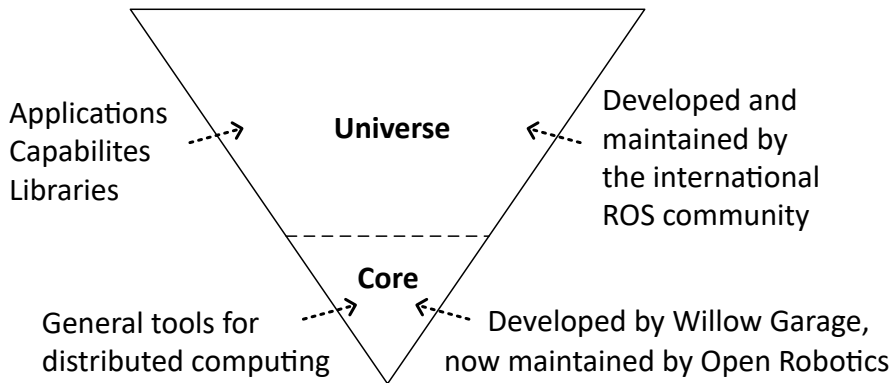 Applications
Capabilites
Libraries
Universe
Developed and
maintained by
the international
ROS community
Core
General tools for
distributed computing
Developed by Willow Garage,
now maintained by Open Robotics